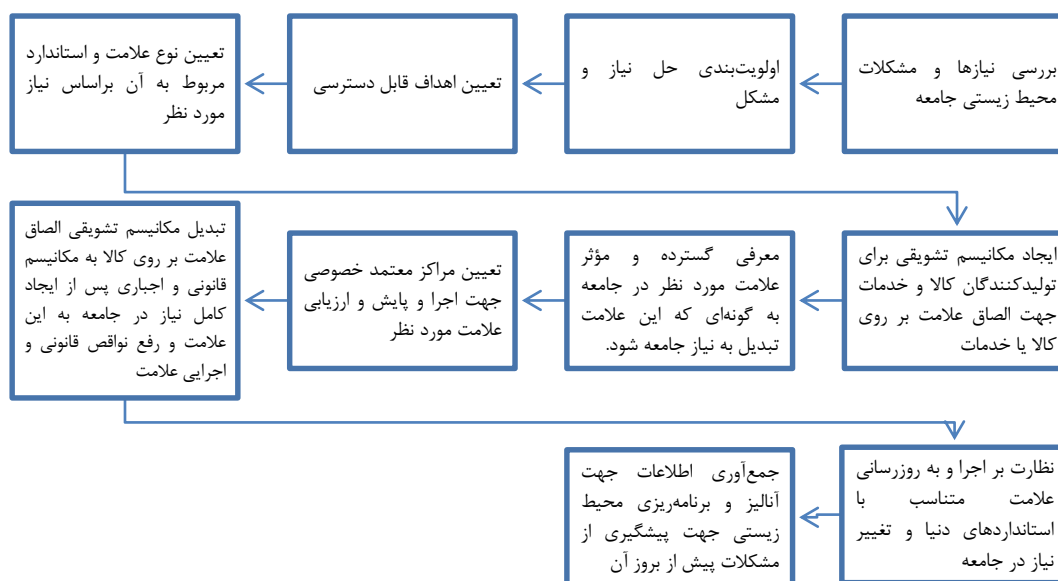 بررسی نیازها و مشکلات
محیط زیستی جامعه
اولویت‌بندی حل نیاز و
مشکل
تعیین اهداف قابل دسترسی
تعیین نوع علامت و استاندارد
مربوط به آن براساس نیاز
مورد نظر
ایجاد مکانیسم تشویقی برای
تولیدکنندگان کالا و خدمات
جهت الصاق علامت بر روی
کالا یا خدمات
معرفی گسترده و مؤثر
علامت مورد نظر در جامعه
به گونه‌ای که این علامت
تبدیل به نیاز جامعه شود.
تعیین مراکز معتمد خصوصی
جهت اجرا و پایش و ارزیابی
علامت مورد نظر
تبدیل مکانیسم تشویقی الصاق
علامت بر روی کالا به مکانیسم
قانونی و اجباری پس از ایجاد
کامل نیاز در جامعه به این
علامت و رفع نواقص قانونی و
اجرایی علامت
نظارت بر اجرا و به روزرسانی
علامت متناسب با
استانداردهای دنیا و تغییر
نیاز در جامعه
جمع‌آوری اطلاعات جهت
آنالیز و برنامه‌ریزی محیط
زیستی جهت پیشگیری از
مشکلات پیش از بروز آن